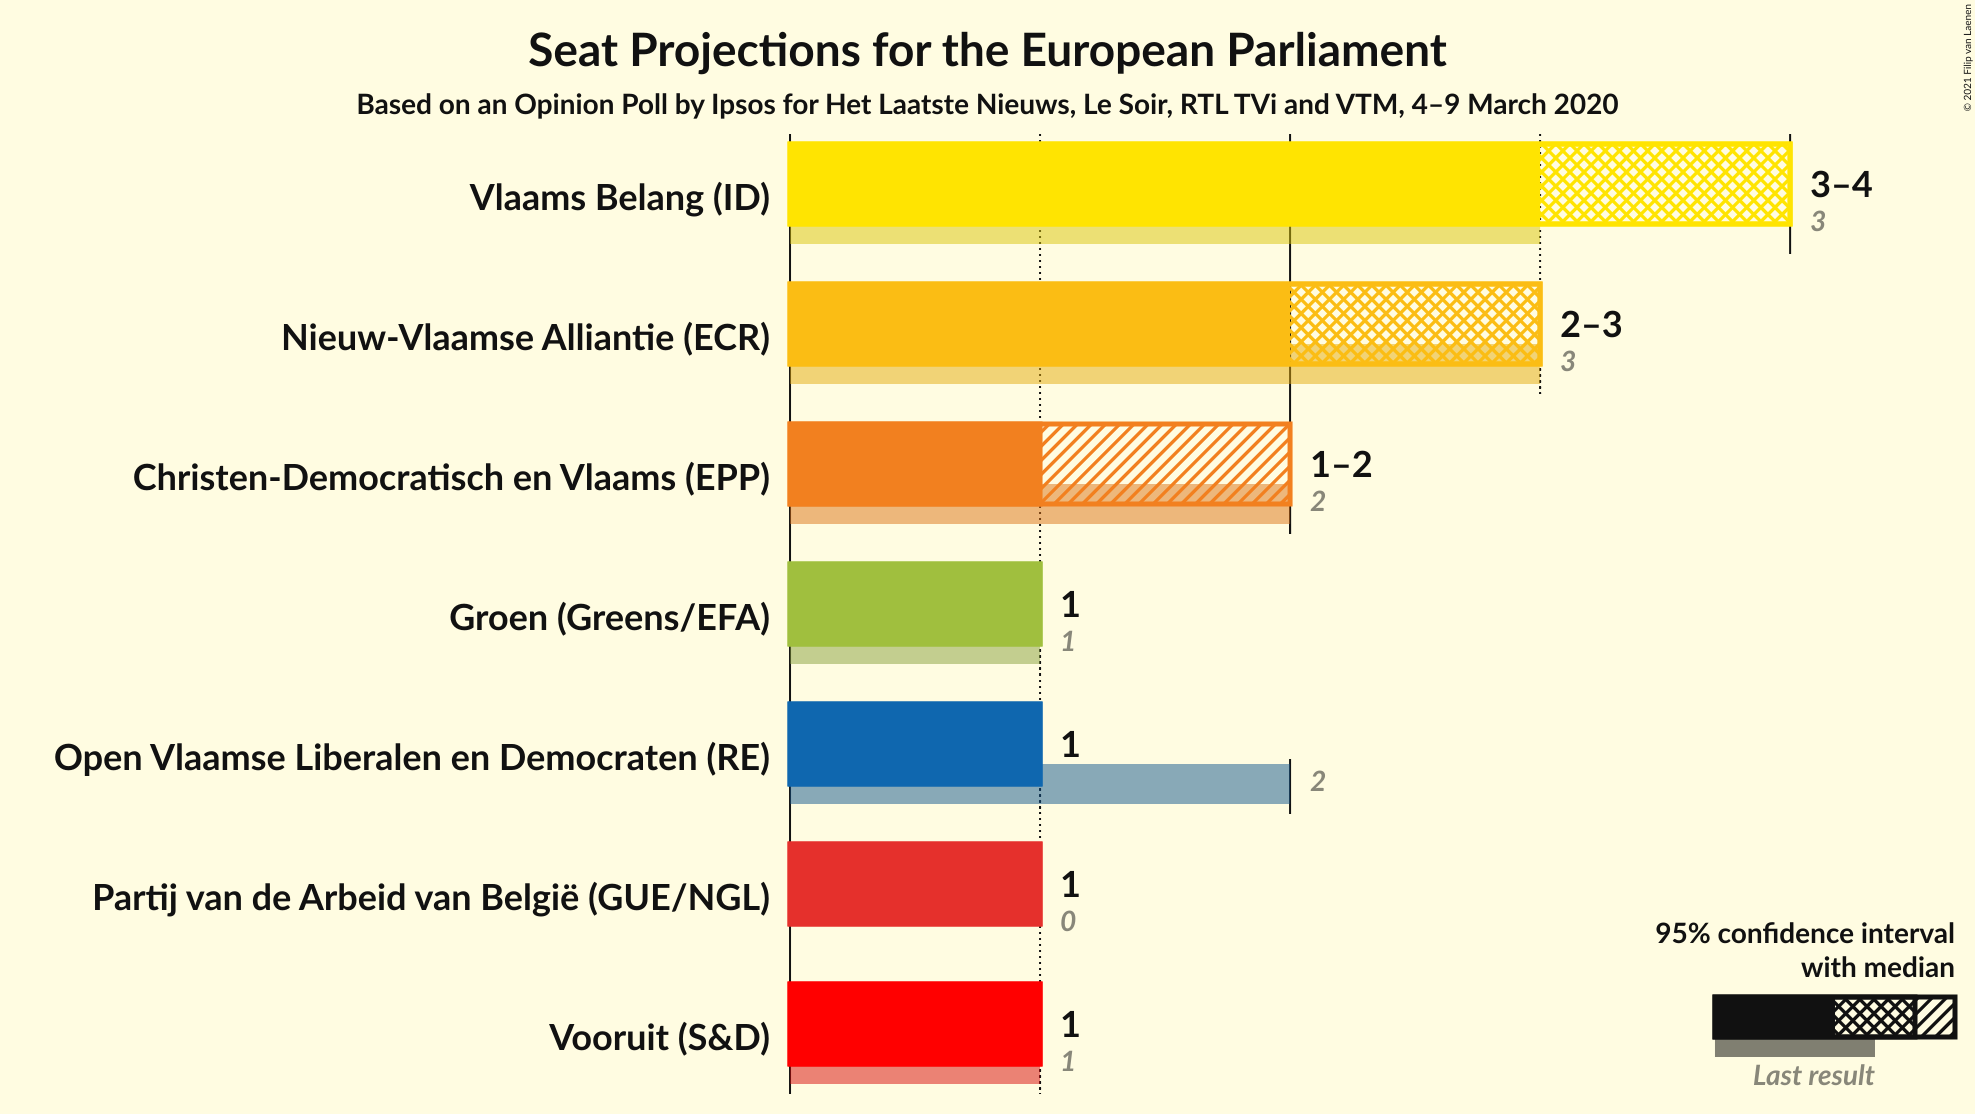 Seat Projections for the European Parliament
Based on an Opinion Poll by Ipsos for Het Laatste Nieuws, Le Soir, RTL TVi and VTM, 4–9 March 2020
© 2021 Filip van Laenen
Vlaams Belang (ID)
3–4
3
Nieuw-Vlaamse Alliantie (ECR)
2–3
3
Christen-Democratisch en Vlaams (EPP)
1–2
2
Groen (Greens/EFA)
1
1
Open Vlaamse Liberalen en Democraten (RE)
1
2
Partij van de Arbeid van België (GUE/NGL)
1
0
Vooruit (S&D)
1
1
95% confidence interval
with median
Last result